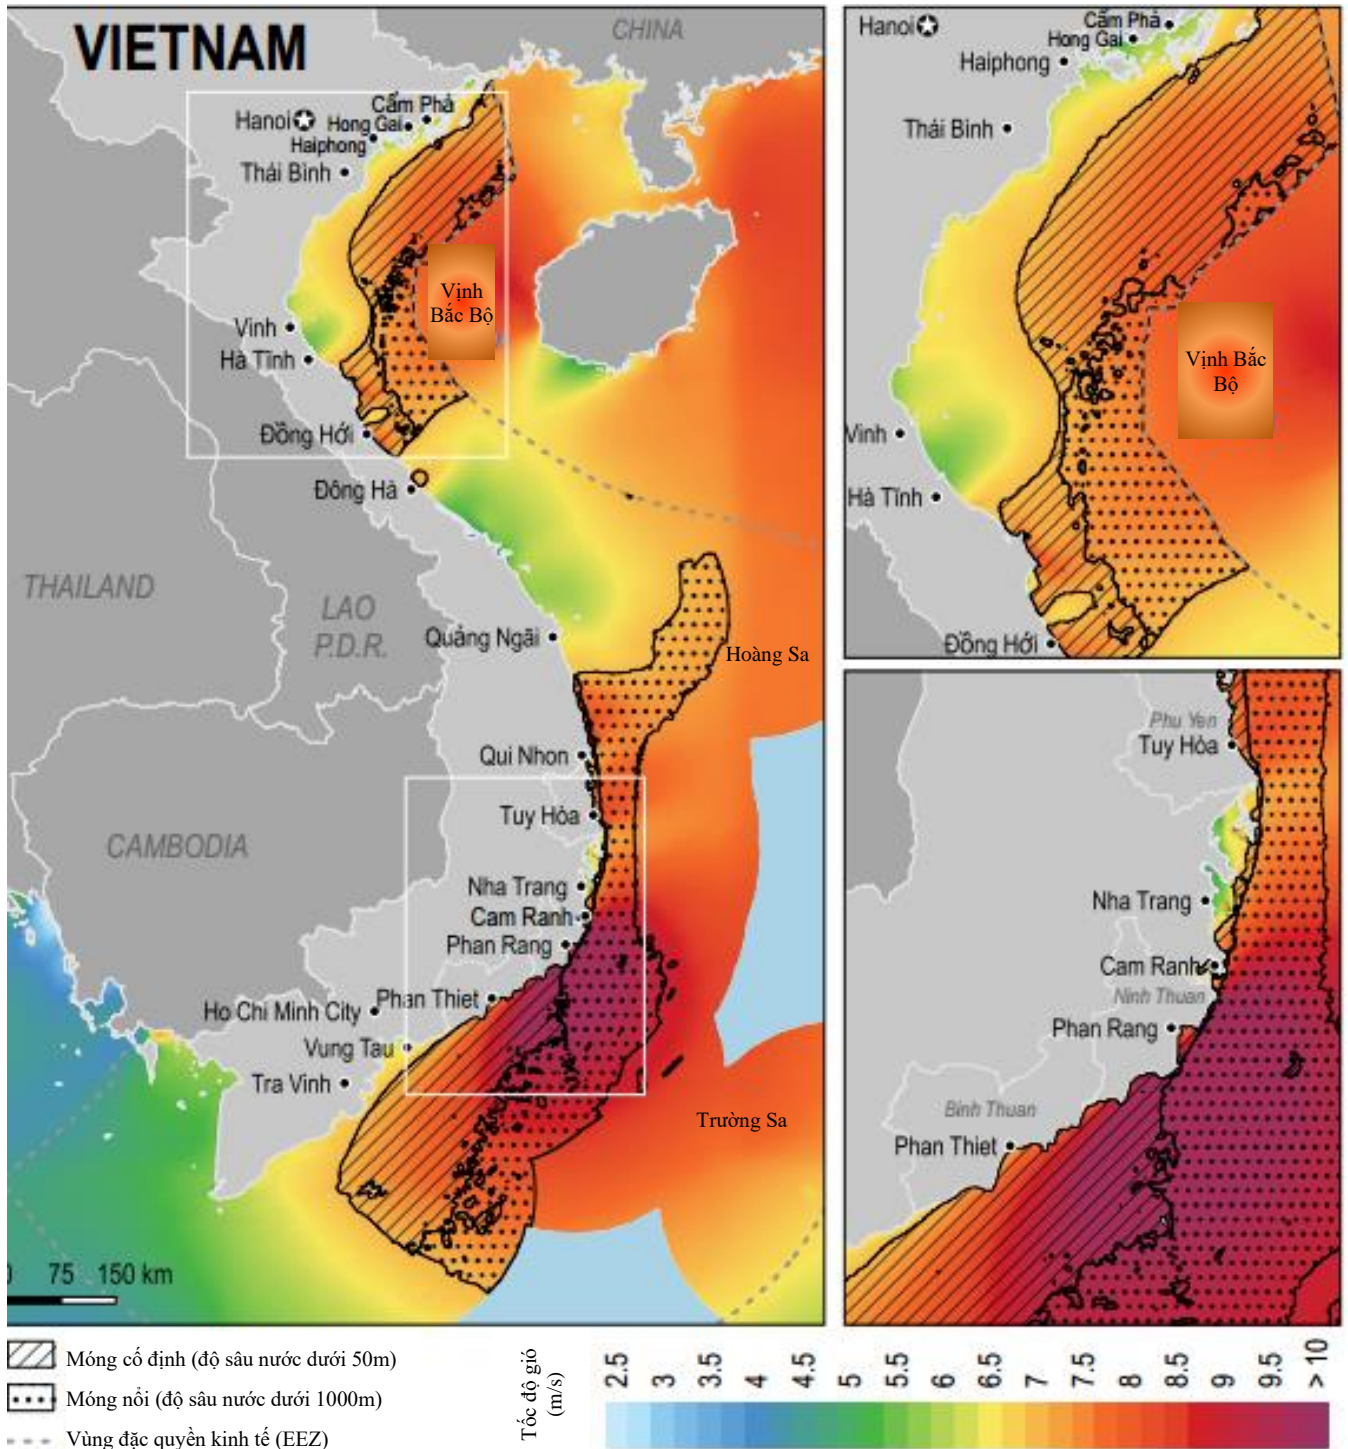 VIETNAM
CHINA
Hanoi
Cẩm Phả
Hong Gai
Haiphong
Thái Bình
Vịnh
Bắc Bộ
Vinh
Hà Tĩnh
Đồng Hới
Đông Hà
THAILAND
LAO
P.D.R.
Quảng Ngãi
Hoàng Sa
Qui Nhon
Tuy Hòa
CAMBODIA
Nha Trang
Cam Ranh
Phan Rang
Phan Thiet
Ho Chi Minh City
Vung Tau
Tra Vinh
Trường Sa
0 75 150 km
Hanoi
Cẩm Phả
Hong Gai
Haiphong
Thái Bình
Vịnh Bắc
Bộ
Vinh
Hà Tĩnh
Đồng Hới
Phu Yen
Tuy Hòa
Nha Trang
Cam Ranh
Ninh Thuan
Phan Rang
Binh Thuan
Phan Thiet
Móng cố định (độ sâu nước dưới 50m)
Móng nổi (độ sâu nước dưới 1000m)
Vùng đặc quyền kinh tế (EEZ)
Tốc độ gió
(m/s)
2.5 3 3.5 4 4.5 5 5.5 6 6.5 7 7.5 8 8.5 9 9.5 > 10